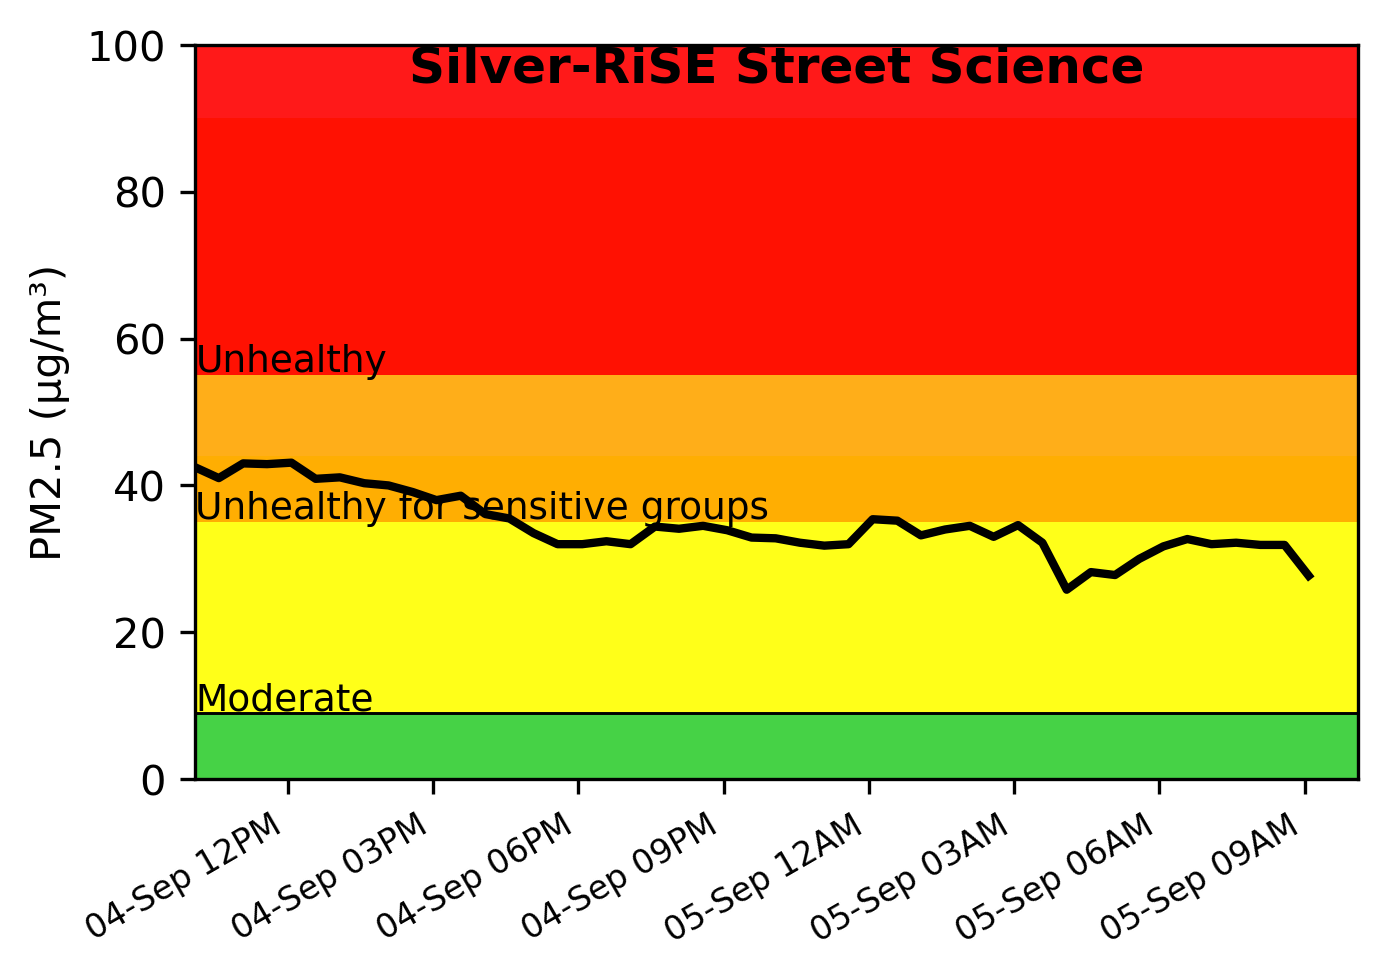 Silver-RiSE Street Science
100
80
60
40
20
0
PM2.5 (µg/m³)
Unhealthy
Unhealthy for sensitive groups
Moderate
04-Sep 12PM
04-Sep 03PM
04-Sep 06PM
04-Sep 09PM
05-Sep 12AM
05-Sep 03AM
05-Sep 06AM
05-Sep 09AM